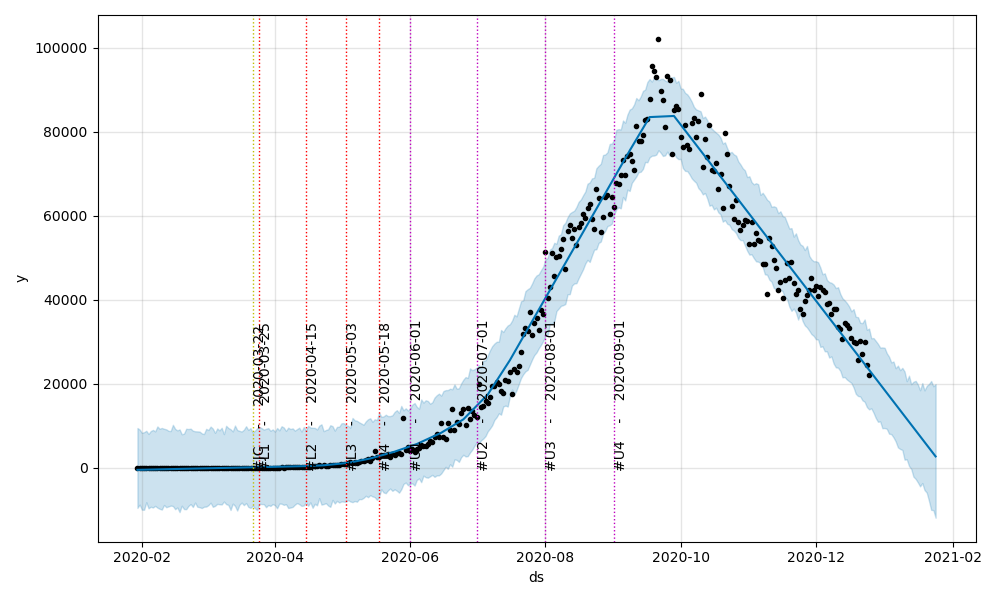 100000
80000
60000
40000
20000
0
y
#JC - 2020-03-22
#L1 - 2020-03-25
#L2 - 2020-04-15
#L3 - 2020-05-03
#L4 - 2020-05-18
#U1 - 2020-06-01
#U2 - 2020-07-01
#U3 - 2020-08-01
#U4 - 2020-09-01
2020-02
2020-04
2020-06
2020-08
2020-10
2020-12
2021-02
ds